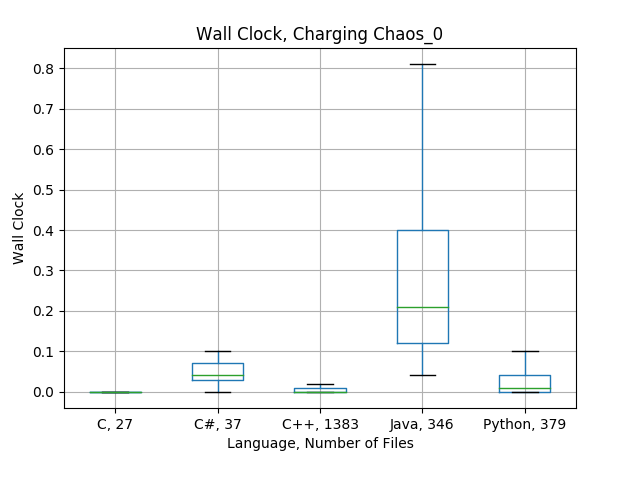 Wall Clock, Charging Chaos_0
Wall Clock
0.8
0.7
0.6
0.5
0.4
0.3
0.2
0.1
0.0
C, 27 C#, 37 C++, 1383 Java, 346 Python, 379
Language, Number of Files